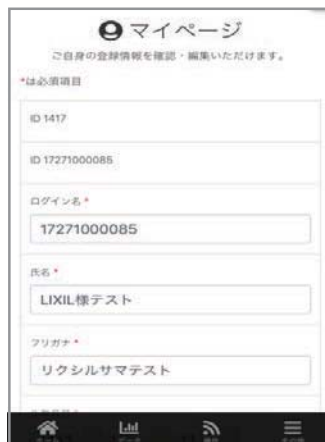 マイページ
ご自身の登録情報を確認・編集いただけます。
*は必須項目
ID 1417
ID 17271000085
ログイン名 *
17271000085
氏名 *
LIXIL様テスト
フリガナ *
リクシルサマテスト